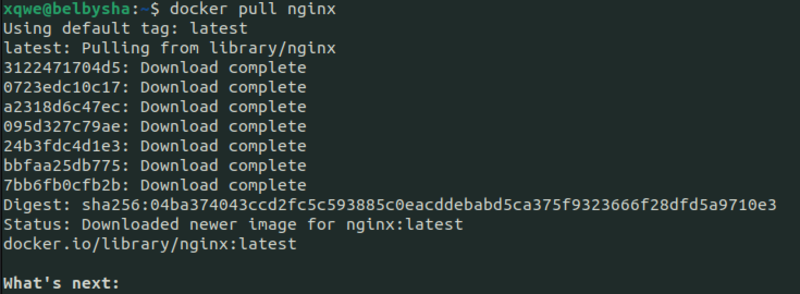 xqwe@belbysha:~$ docker pull nginx
Using default tag: latest
latest: Pulling from library/nginx
3122471704d5: Download complete
0723edc10c17: Download complete
a2318d6c47ec: Download complete
095d327c79ae: Download complete
24b3fdc4d1e3: Download complete
bbfaa25db775: Download complete
7bb6fb0cfb2b: Download complete
Digest: sha256:04ba374043ccd2fc5c593885c0eacddebabd5ca375f9323666f28dfd5a9710e3
Status: Downloaded newer image for nginx:latest
docker.io/library/nginx:latest
What's next: